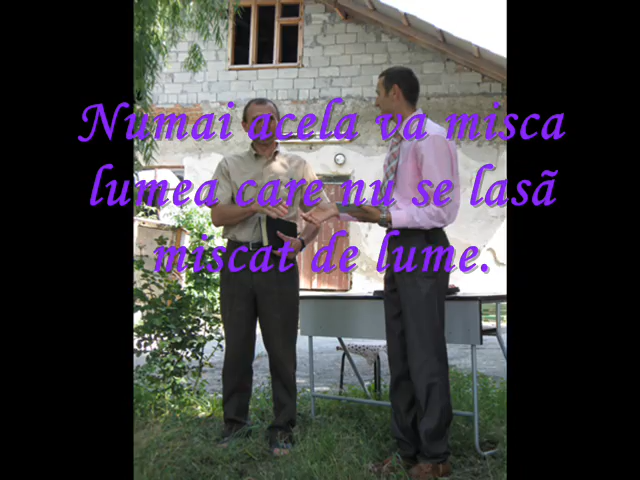 Numai acela va misca
lumea care nu se lasã
miscat de lume.